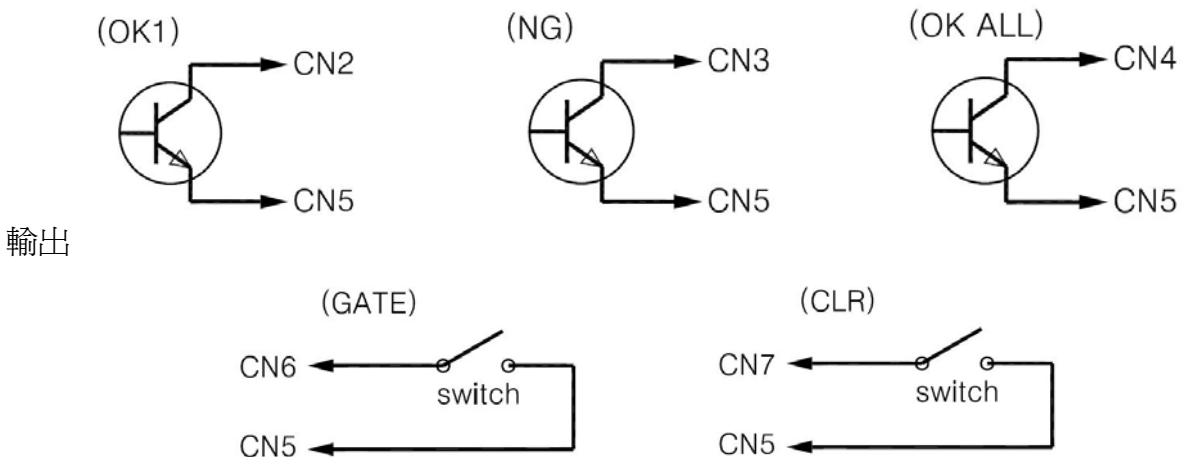 (OK1)
CN2
CN5
(NG)
CN3
CN5
(OK ALL)
CN4
CN5
輸出
(GATE)
CN6
switch
CN5
(CLR)
CN7
switch
CN5